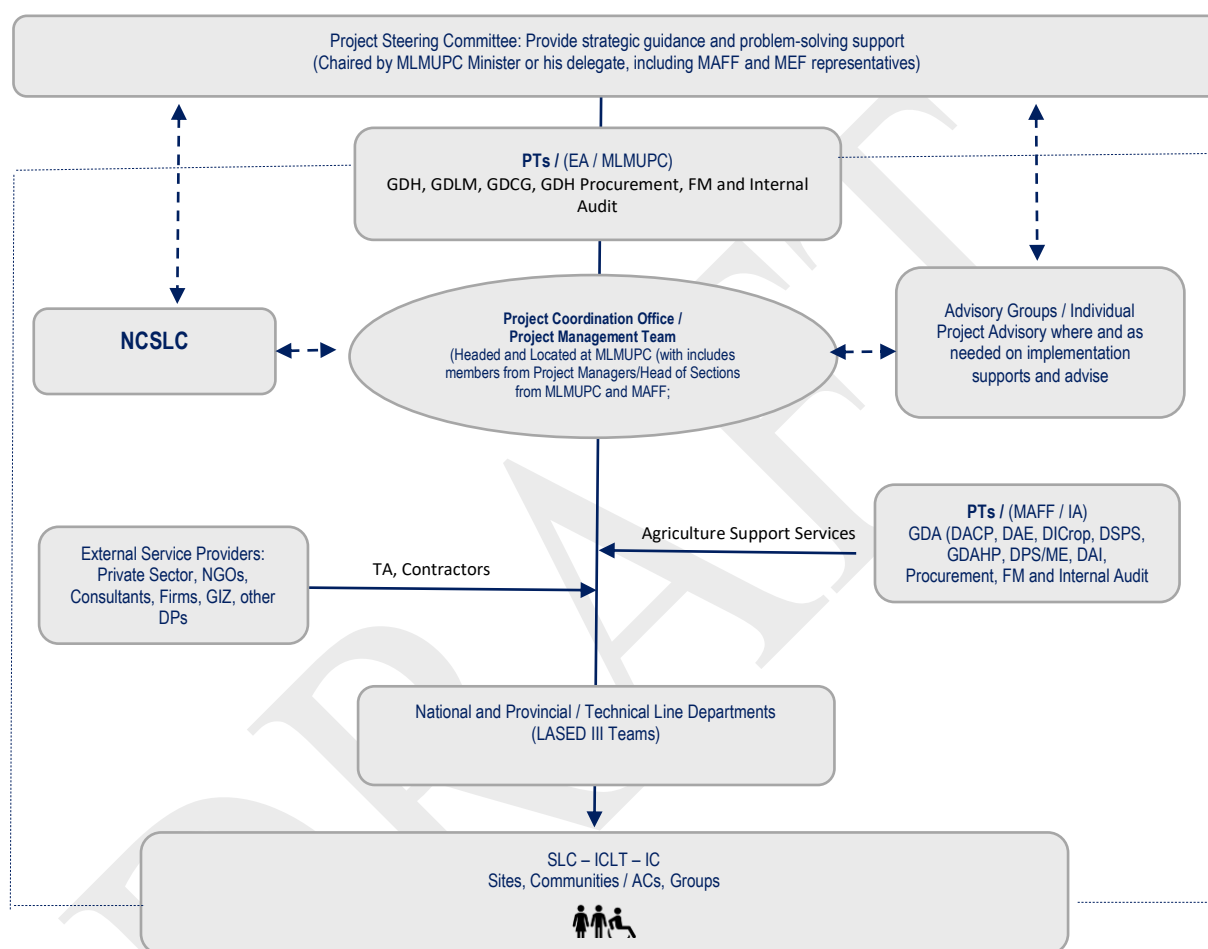 Project Steering Committee: Provide strategic guidance and problem-solving support
(Chaired by MLMUPC Minister or his delegate, including MAFF and MEF representatives)
PTs / (EA / MLMUPC)
GDH, GDLM, GDCG, GDH Procurement, FM and Internal
Audit
NCSLC
Project Coordination Office /
Project Management Team
(Headed and Located at MLMUPC (with includes
members from Project Managers/Head of Sections
from MLMUPC and MAFF;
Advisory Groups / Individual
Project Advisory where and as
needed on implementation
supports and advise
External Service Providers:
Private Sector, NGOs,
Consultants, Firms, GIZ, other
DPs
TA, Contractors
Agriculture Support Services
PTs / (MAFF / IA)
GDA (DACP, DAE, DICrop, DSPS,
GDAHP, DPS/ME, DAI,
Procurement, FM and Internal Audit
National and Provincial / Technical Line Departments
(LASED III Teams)
SLC – ICLT – IC
Sites, Communities / ACs, Groups
DRAFT